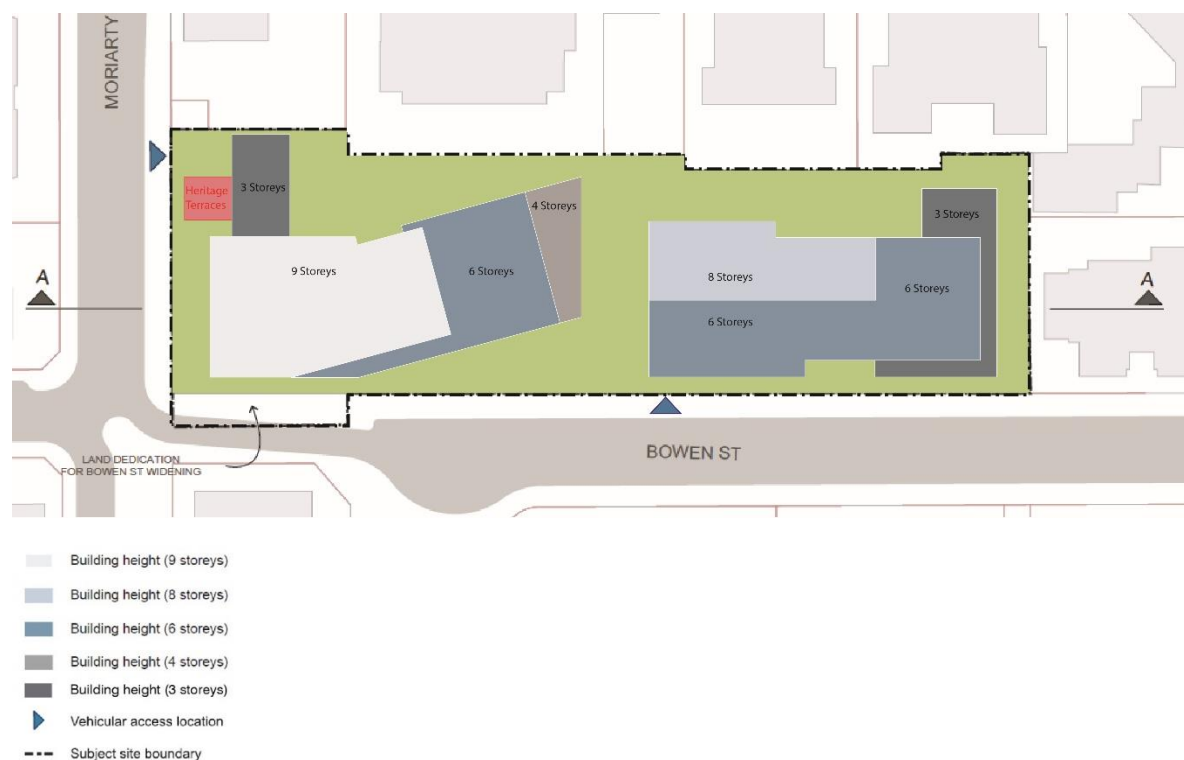 MORIARTY
Heritage
Terraces
3 Storeys
4 Storeys
3 Storeys
9 Storeys
6 Storeys
8 Storeys
6 Storeys
6 Storeys
A
A
LAND DEDICATION
FOR BOWEN ST WIDENING
BOWEN ST
Building height (9 storeys)
Building height (8 storeys)
Building height (6 storeys)
Building height (4 storeys)
Building height (3 storeys)
Vehicular access location
Subject site boundary